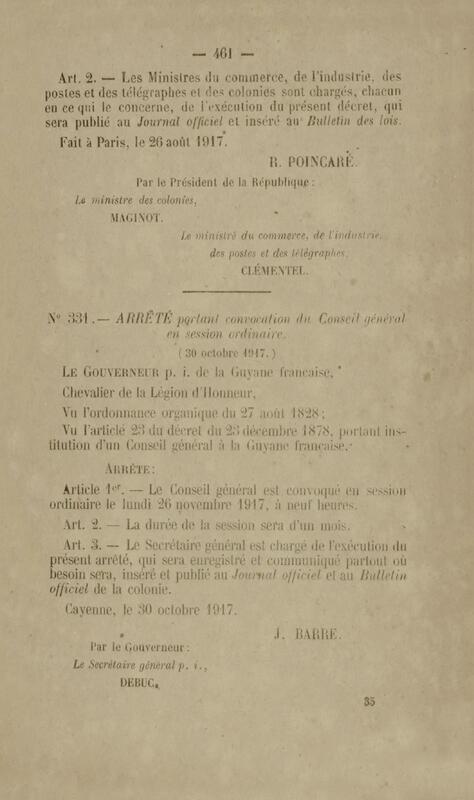 — 461 —
Art. 2. — Les Ministres du commerce, de l'industrie, des
postes et des télégraphes et des colonies sont chargés, chacun
en ce qui le concerne, de l'exécution du présent décret, qui
sera publié au Journal officiel et inséré au Bulletin des lois.
Fait à Paris, le 26 août 1917.
R. POINCARÉ.
Par le Président de la République :
Le ministre des colonies,
MAGINOT.
Le ministre du commerce, de l'industrie,
des postes et des télégraphes,
CLÉMENTEL.
N° 331. — ARRÊTÉ portant convocation du Conseil général
en session ordinaire.
( 30 octobre 1917. )
LE GOUVERNEUR p. i. de la Guyane française,
Chevalier de la Légion d'Honneur,
Vu l'ordonnance organique du 27 août 1828 ;
Vu l'article 23 du décret du 23 décembre 1878, portant ins-
titution d'un Conseil général à la Guyane française,
ARRÊTE :
Article 1er. — Le Conseil général est convoqué en session
ordinaire le lundi 26 novembre 1917, à neuf heures.
Art. 2. — La durée de la session sera d'un mois.
Art. 3. — Le Secrétaire général est chargé de l'exécution du
présent arrêté, qui sera enregistré et communiqué partout où
besoin sera, inséré et publié au Journal officiel et au Bulletin
officiel de la colonie.
Cayenne, le 30 octobre 1917.
J. BARRE.
Par le Gouverneur :
Le Secrétaire général p. i.,
DEBUC.
35